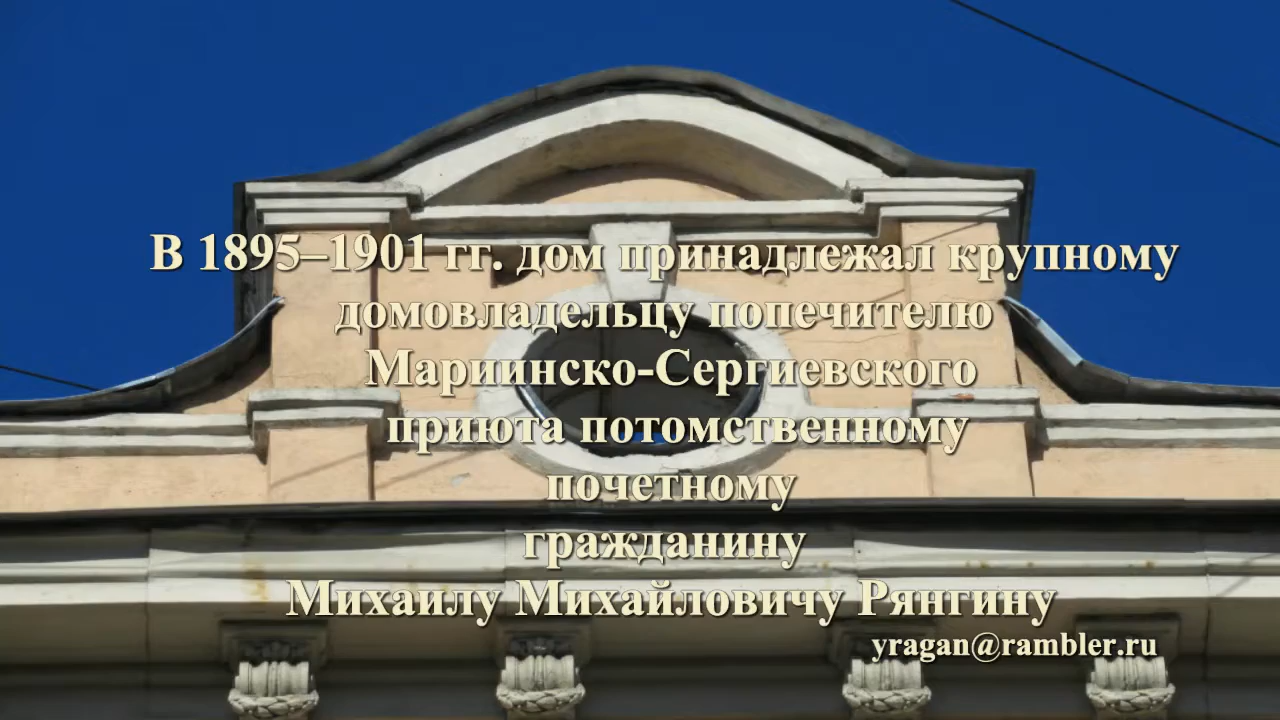 В 1895–1901 гг. дом принадлежал крупному
домовладельцу попечителю
Мариинско-Сергиевского
приюта потомственному
почетному
гражданину
Михаилу Михайловичу Рянгину
yragan@rambler.ru